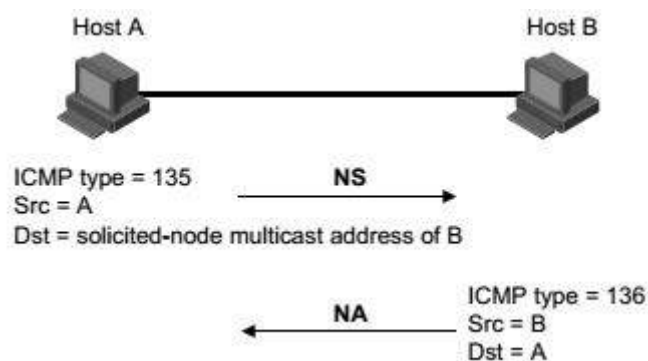 Host A
Host B
ICMP type = 135
Src = A
Dst = solicited-node multicast address of B
NS
NA
ICMP type = 136
Src = B
Dst = A